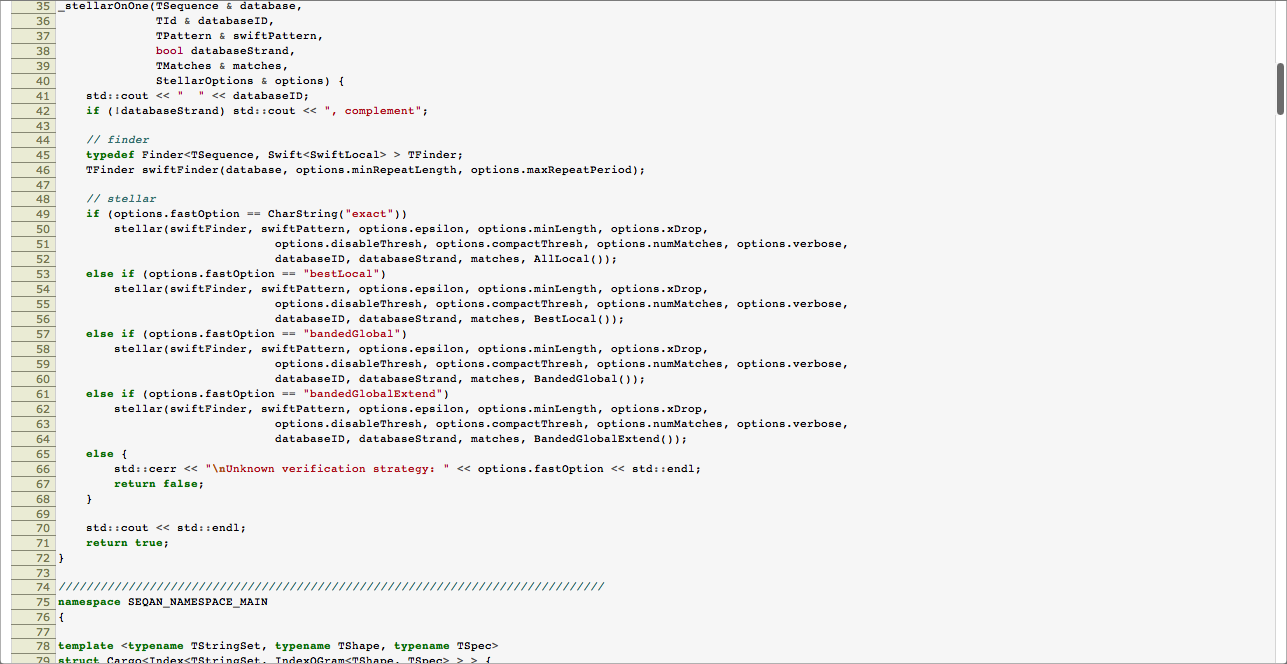 35 _stellarOnOne(TSequence & database,
36               TId & databaseID,
37               TPattern & swiftPattern,
38               bool databaseStrand,
39               TMatches & matches,
40               StellarOptions & options) {
41     std::cout << "  " << databaseID;
42     if (!databaseStrand) std::cout << ", complement";
43
44     // finder
45     typedef Finder<TSequence, Swift<SwiftLocal> > TFinder;
46     TFinder swiftFinder(database, options.minRepeatLength, options.maxRepeatPeriod);
47
48     // stellar
49     if (options.fastOption == CharString("exact"))
50         stellar(swiftFinder, swiftPattern, options.epsilon, options.minLength, options.xDrop,
51                                options.disableThresh, options.compactThresh, options.numMatches, options.verbose,
52                                databaseID, databaseStrand, matches, AllLocal());
53     else if (options.fastOption == "bestLocal")
54         stellar(swiftFinder, swiftPattern, options.epsilon, options.minLength, options.xDrop,
55                                options.disableThresh, options.compactThresh, options.numMatches, options.verbose,
56                                databaseID, databaseStrand, matches, BestLocal());
57     else if (options.fastOption == "bandedGlobal")
58         stellar(swiftFinder, swiftPattern, options.epsilon, options.minLength, options.xDrop,
59                                options.disableThresh, options.compactThresh, options.numMatches, options.verbose,
60                                databaseID, databaseStrand, matches, BandedGlobal());
61     else if (options.fastOption == "bandedGlobalExtend")
62         stellar(swiftFinder, swiftPattern, options.epsilon, options.minLength, options.xDrop,
63                                options.disableThresh, options.compactThresh, options.numMatches, options.verbose,
64                                databaseID, databaseStrand, matches, BandedGlobalExtend());
65     else {
66         std::cerr << "\nUnknown verification strategy: " << options.fastOption << std::endl;
67         return false;
68     }
69
70     std::cout << std::endl;
71     return true;
72 }
73
74 //////////////////////////////////////////////////////////////////////////////
75 namespace SEQAN_NAMESPACE_MAIN
76 {
77
78 template <typename TStringSet, typename TShape, typename TSpec>
79 struct Cargo<Index<TStringSet, IndexQGram<TShape, TSpec> > > {